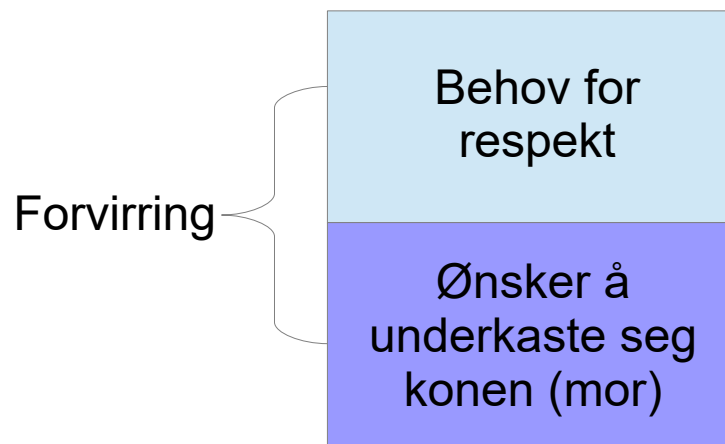 Behov for
respekt
Forvirring
Ønsker å
underkaste seg
konen (mor)